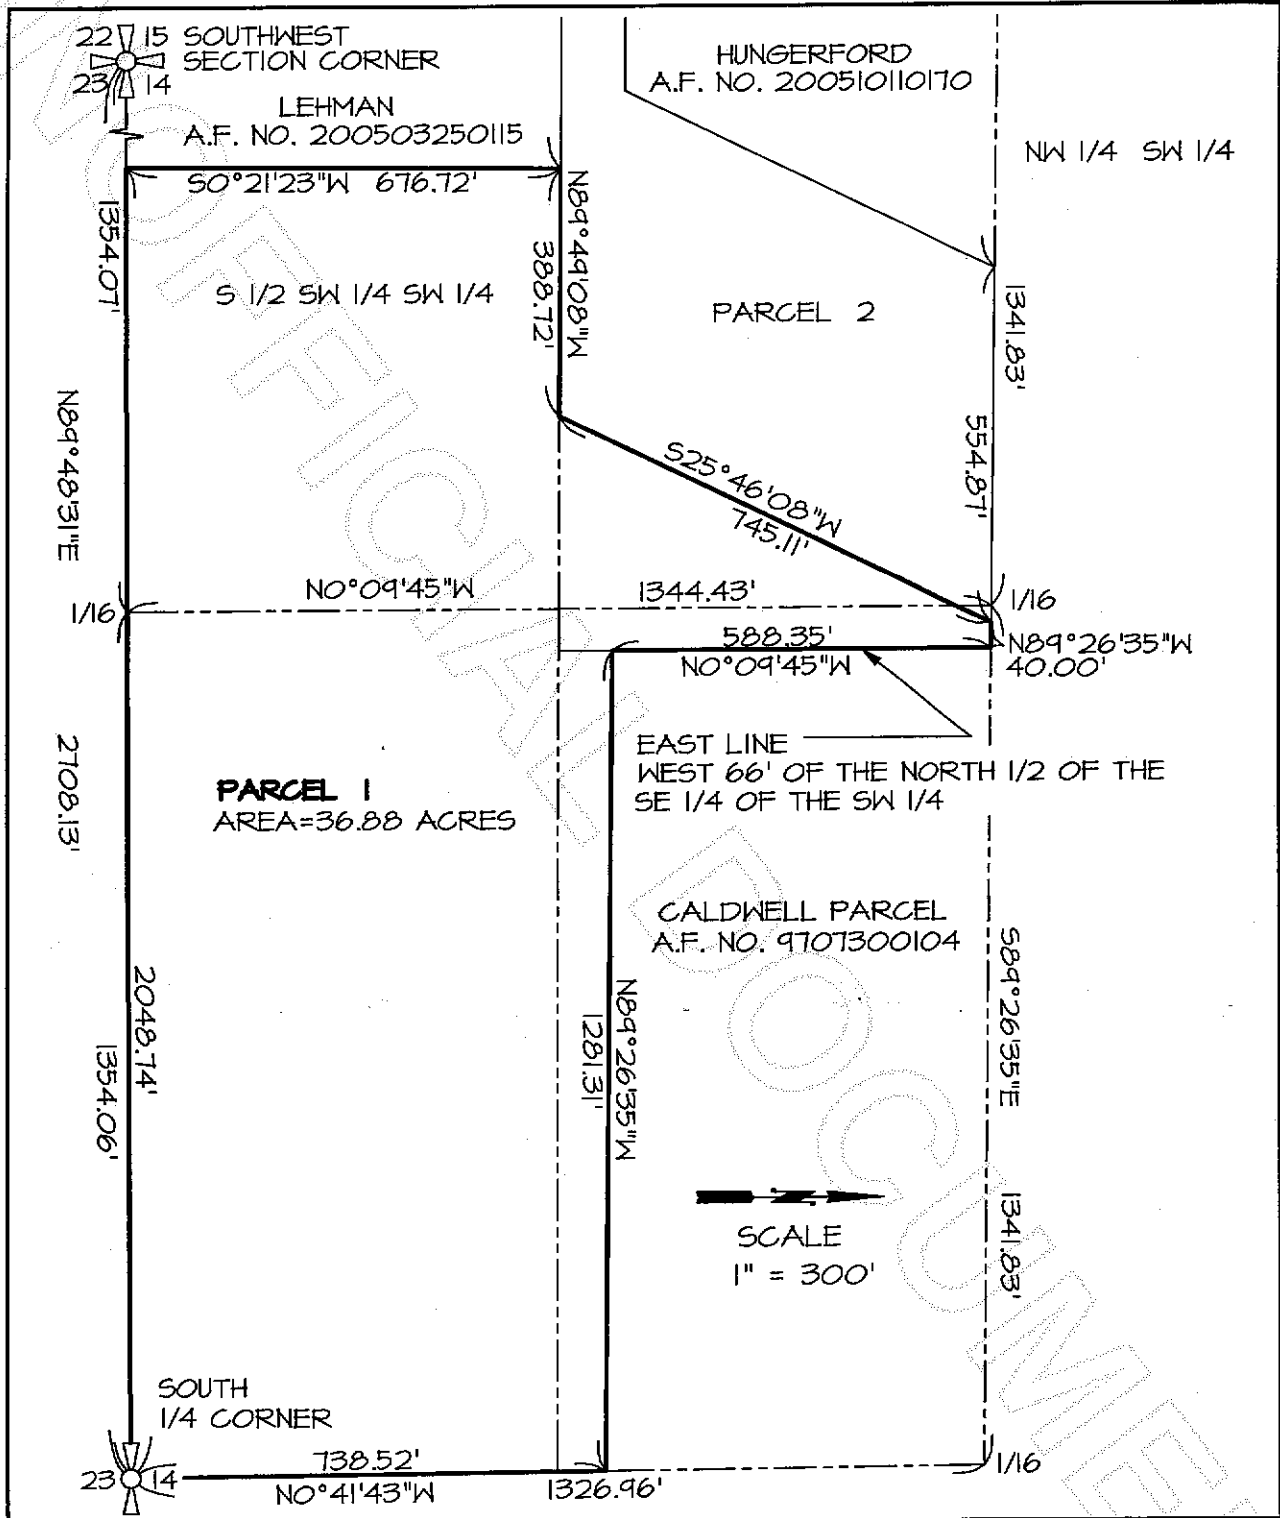 22 15 SOUTHWEST
SECTION CORNER
23 14
LEHMAN
A.F. NO. 200503250115
HUNGERFORD
A.F. NO. 200510110170
NW 1/4 SW 1/4
S0°21'23"W 676.72'
N89°49'08"W
388.72'
1354.07'
S 1/2 SW 1/4 SW 1/4
PARCEL 2
1341.83'
554.87'
N89°48'31"E
S25°46'08"W
745.11'
N0°09'45"W 1344.43'
1/16
1/16
588.35'
N0°09'45"W
N89°26'35"W
40.00'
EAST LINE
WEST 66' OF THE NORTH 1/2 OF THE
SE 1/4 OF THE SW 1/4
2708.13'
PARCEL 1
AREA=36.88 ACRES
CALDWELL PARCEL
A.F. NO. 9707300104
S89°26'35"E
2048.74'
1354.06'
N89°26'35"W
1281.31'
SCALE
1" = 300'
1341.83'
SOUTH
1/4 CORNER
23 14
738.52'
N0°41'43"W
1326.96'
1/16
UNOFFICIAL DOCUMENT